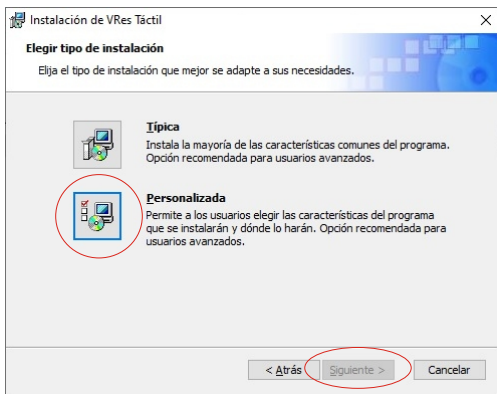 Instalación de VRes Táctil
Elegir tipo de instalación
Elija el tipo de instalación que mejor se adapte a sus necesidades.
Típica
Instala la mayoría de las características comunes del programa.
Opción recomendada para usuarios avanzados.
Personalizada
Permite a los usuarios elegir las características del programa
que se instalarán y dónde lo harán. Opción recomendada para
usuarios avanzados.
< Atrás
Siguiente >
Cancelar